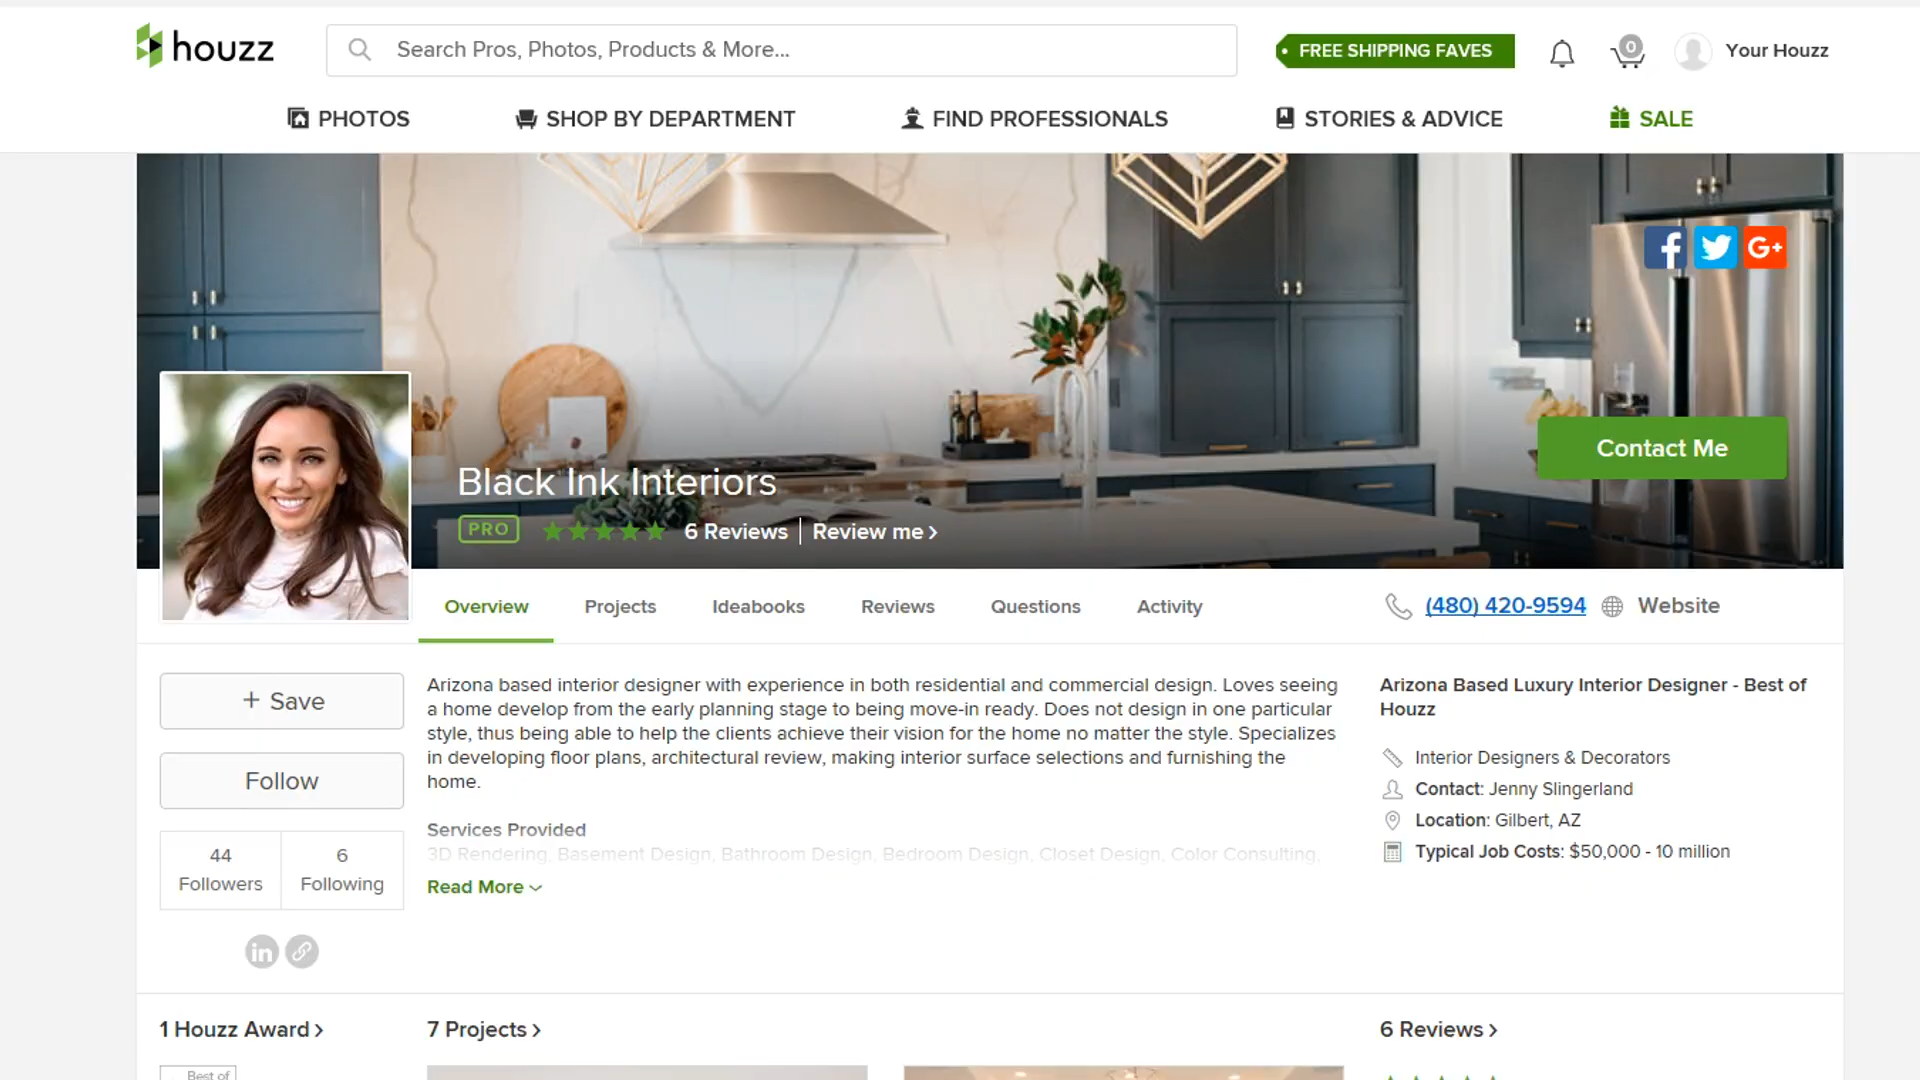 houzz
Search Pros, Photos, Products & More...
FREE SHIPPING FAVES
0
Your Houzz
PHOTOS
SHOP BY DEPARTMENT
FIND PROFESSIONALS
STORIES & ADVICE
SALE
f
G+
Contact Me
Black Ink Interiors
PRO
6 Reviews
Review me
Overview
Projects
Ideabooks
Reviews
Questions
Activity
(480) 420-9594
Website
+ Save
Follow
44
Followers
6
Following
in
Arizona based interior designer with experience in both residential and commercial design. Loves seeing
a home develop from the early planning stage to being move-in ready. Does not design in one particular
style, thus being able to help the clients achieve their vision for the home no matter the style. Specializes
in developing floor plans, architectural review, making interior surface selections and furnishing the
home.
Services Provided
3D Rendering, Basement Design, Bathroom Design, Bedroom Design, Closet Design, Color Consulting,
Read More
Arizona Based Luxury Interior Designer - Best of
Houzz
Interior Designers & Decorators
Contact: Jenny Slingerland
Location: Gilbert, AZ
Typical Job Costs: $50,000 - 10 million
1 Houzz Award
7 Projects
6 Reviews
Best of